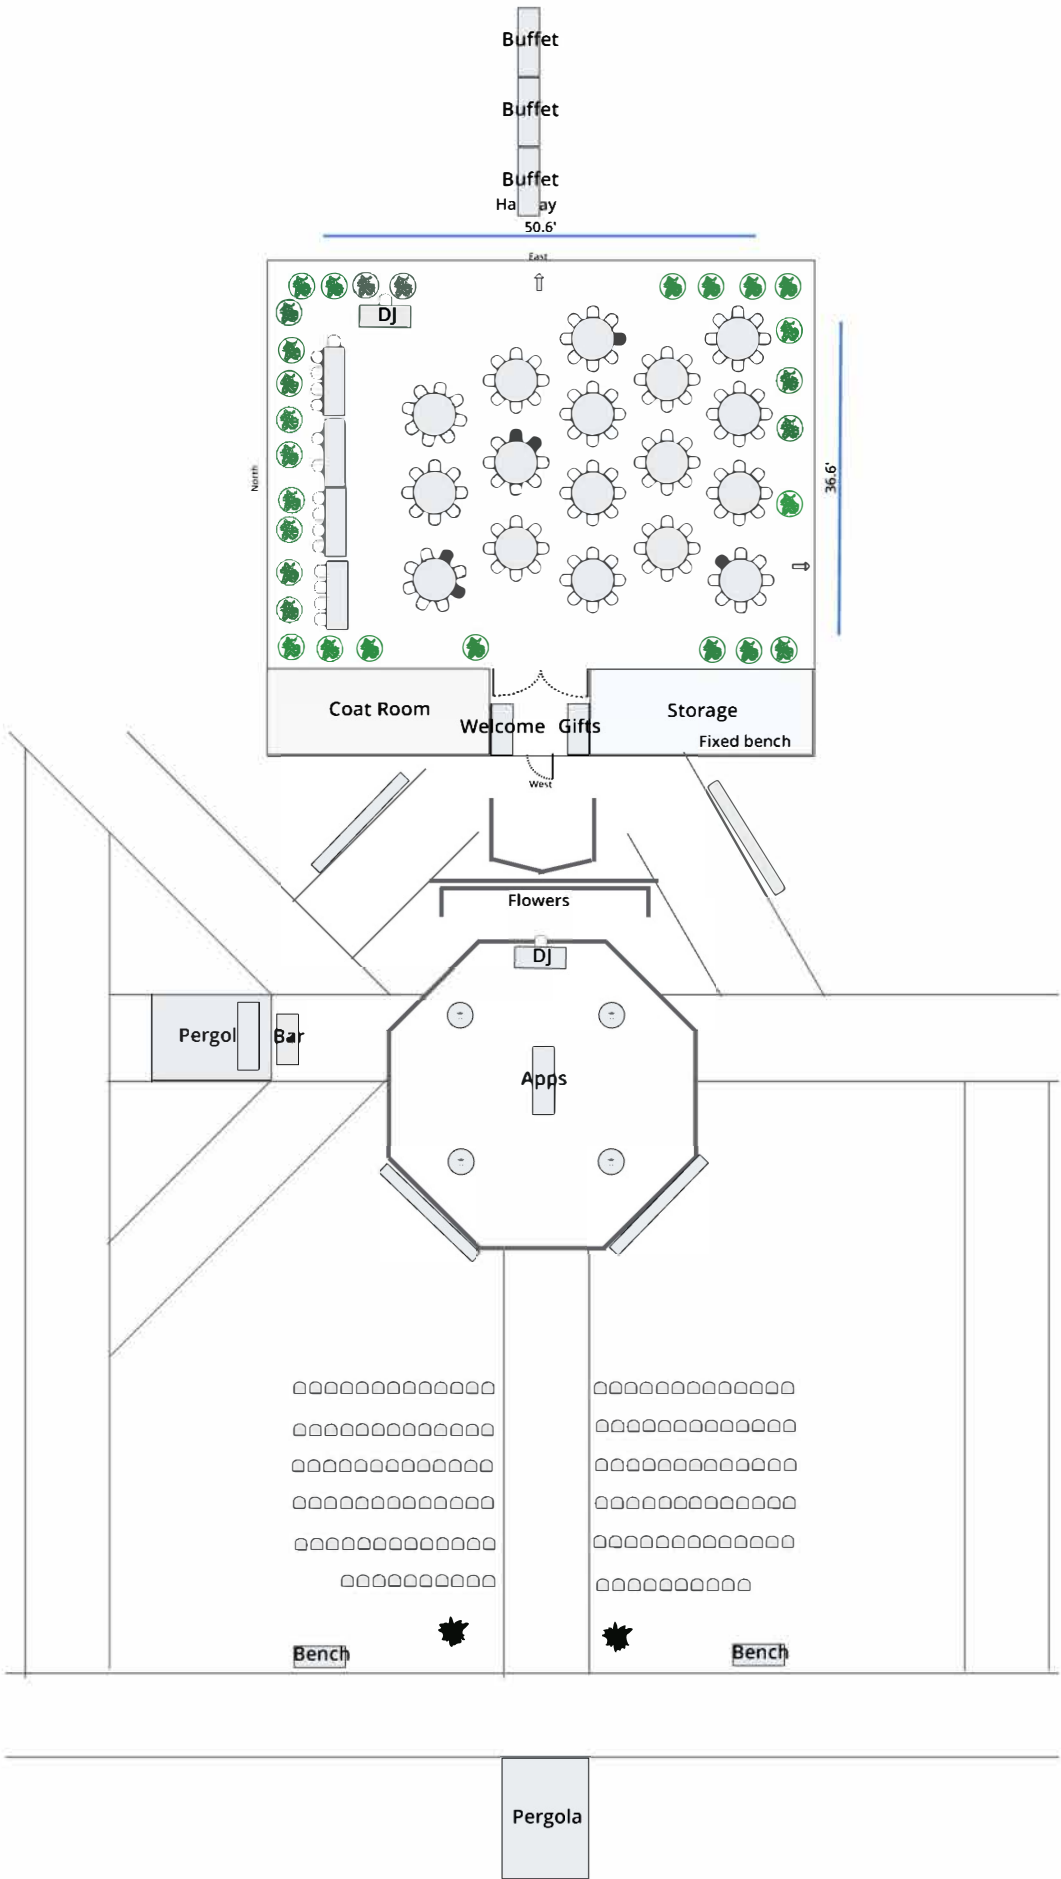 Buffet
Buffet
Buffet
Ha ay
50.6'
East
DJ
North
36.6'
Coat Room
Welcome
Gifts
Storage
Fixed bench
West
Flowers
DJ
Pergol
Bar
Apps
Bench
Bench
Pergola